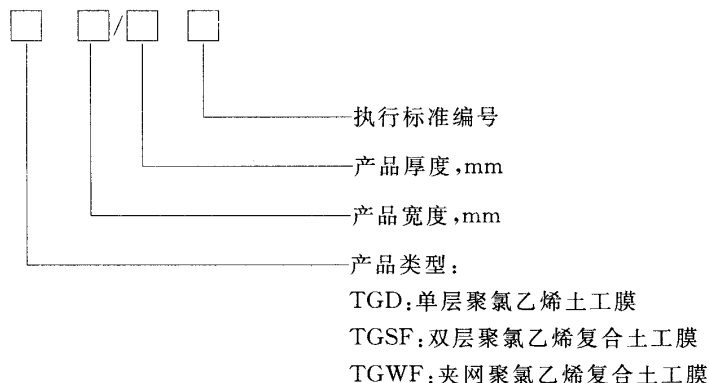 □ □/□ □
执行标准编号
产品厚度,mm
产品宽度,mm
产品类型:
TGD:单层聚氯乙烯土工膜
TGSF:双层聚氯乙烯复合土工膜
TGWF:夹网聚氯乙烯复合土工膜